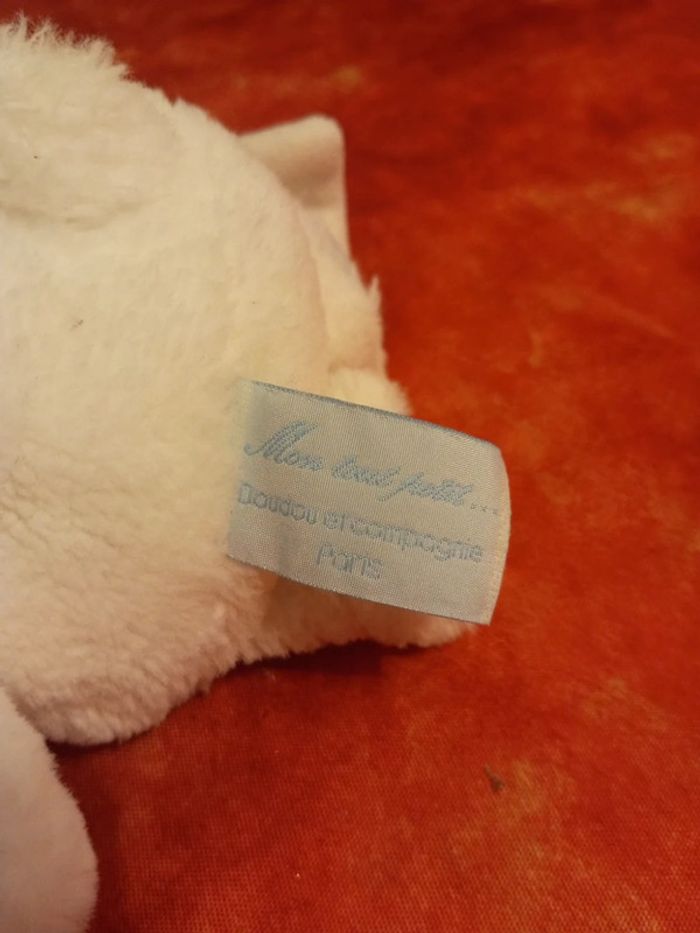 Mon tout petit...
Doudou et compagnie
Paris